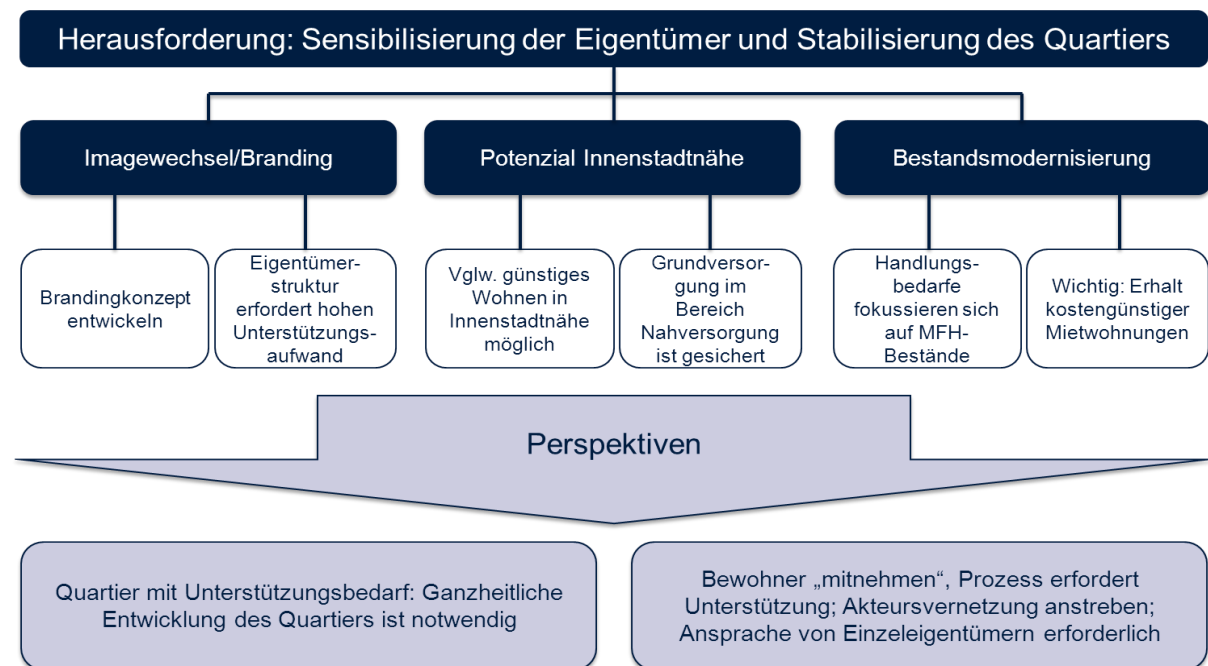 Herausforderung: Sensibilisierung der Eigentümer und Stabilisierung des Quartiers
Imagewechsel/Branding
Potenzial Innenstadtnähe
Bestandsmodernisierung
Brandingkonzept
entwickeln
Eigentümer-
struktur
erfordert hohen
Unterstützungs-
aufwand
Vglw. günstiges
Wohnen in
Innenstadtnähe
möglich
Grundversor-
gung im
Bereich
Nahversorgung
ist gesichert
Handlungs-
bedarfe
fokussieren sich
auf MFH-
Bestände
Wichtig: Erhalt
kostengünstiger
Mietwohnungen
Perspektiven
Quartier mit Unterstützungsbedarf: Ganzheitliche
Entwicklung des Quartiers ist notwendig
Bewohner „mitnehmen“, Prozess erfordert
Unterstützung; Akteursvernetzung anstreben;
Ansprache von Einzeleigentümern erforderlich